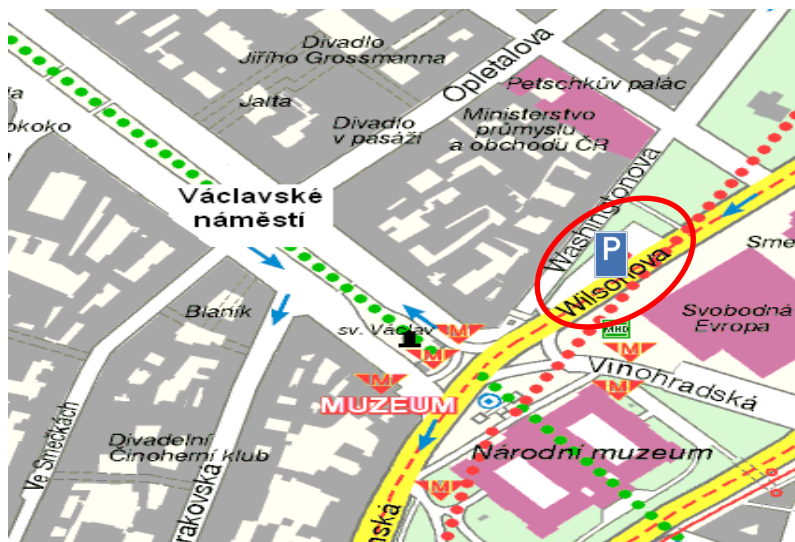 Divadlo
Jiřího Grossmanna
Opletalova
Petschkův palác
Jalta
Divadlo
v pasáži
Ministerstvo
průmyslu
a obchodu ČR
okoko
Václavské
náměstí
Washingtonova
P
Wilsonova
Sme
Svobodná
Evropa
MHD
Blaník
sv. Václav
M
M
M
M
M
M
MUZEUM
Vinohradská
Ve Smečkách
Divadelní
Činoherní klub
Národní muzeum
rakovská
nská